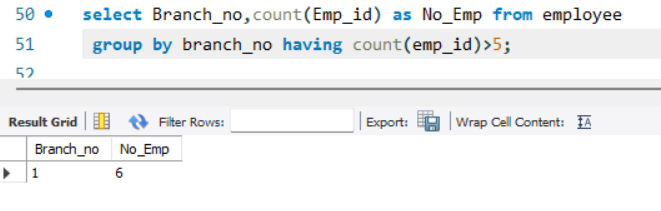 50 select Branch_no,count(Emp_id) as No_Emp from employee
51 group by branch_no having count(emp_id)>5;
52
Result Grid Filter Rows: Export: Wrap Cell Content: IA
Branch_no No_Emp
1 6